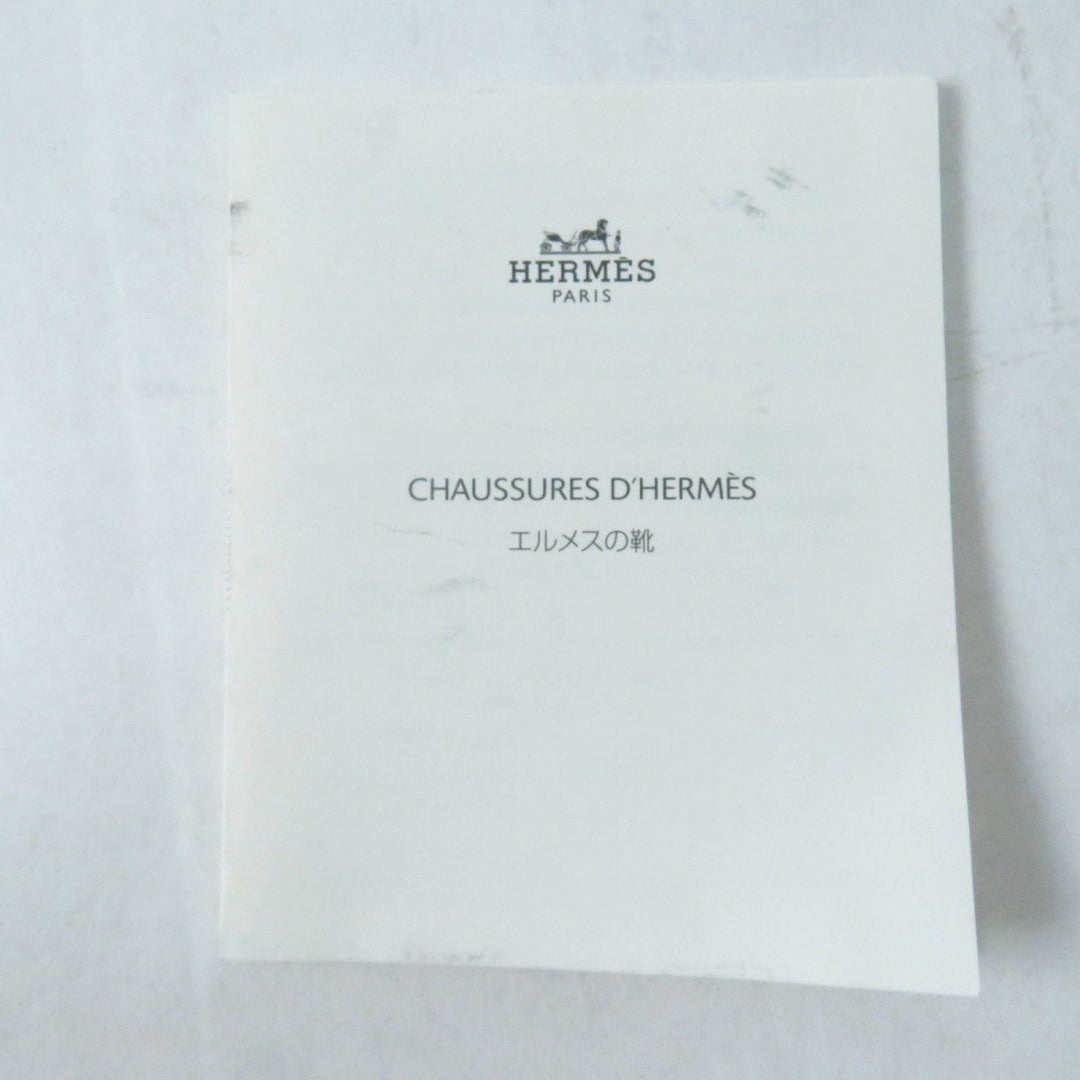 HERMÈS
PARIS
CHAUSSURES D'HERMÈS
エルメスの靴